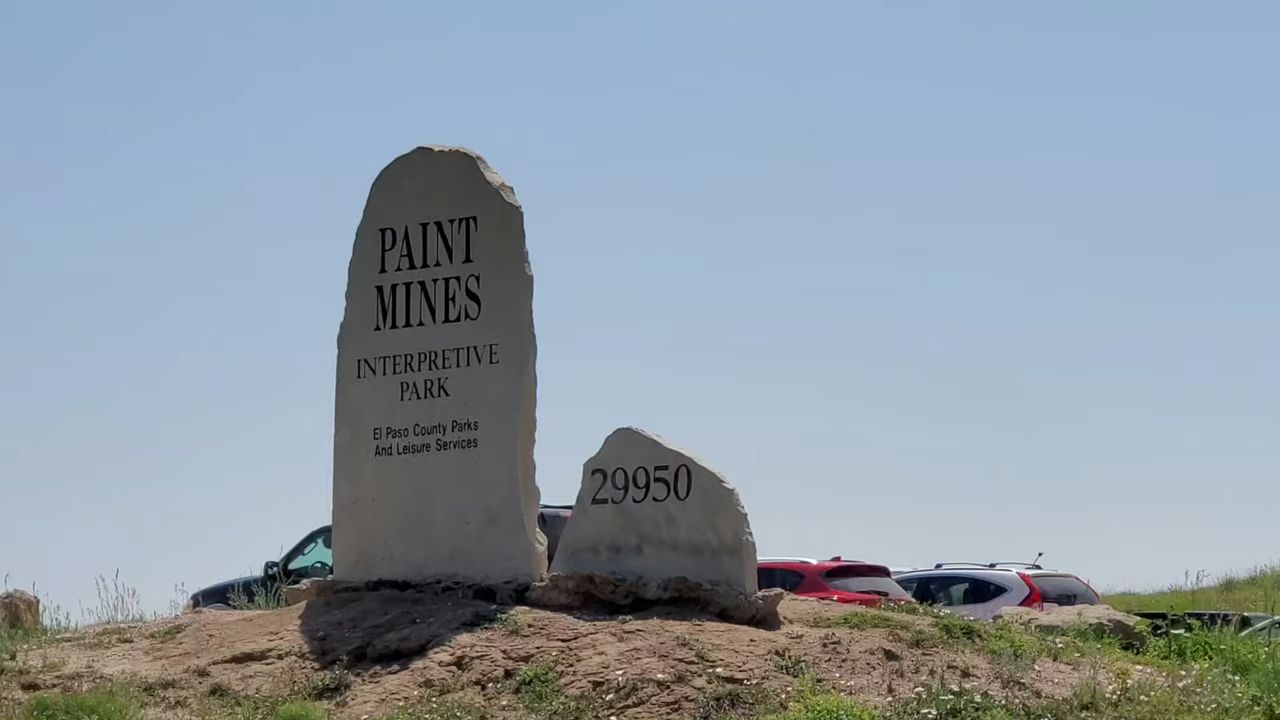 PAINT
MINES
INTERPRETIVE
PARK
El Paso County Parks
And Leisure Services
29950